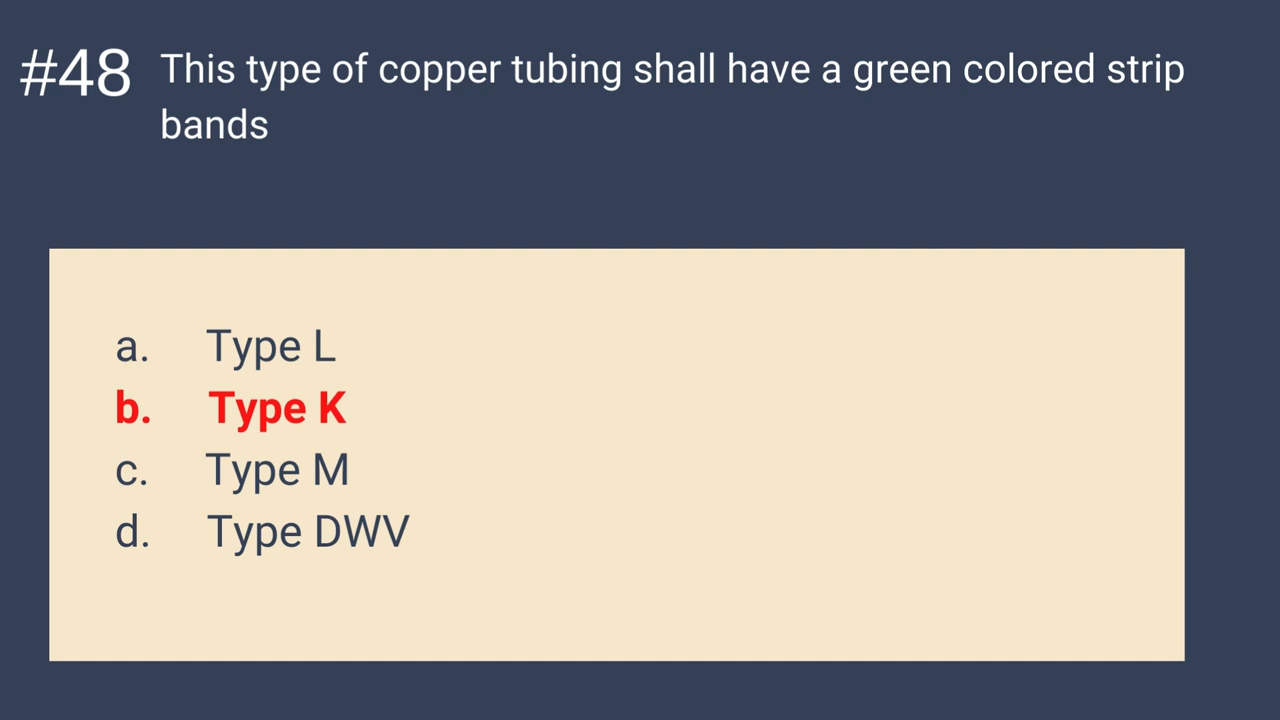 #48 This type of copper tubing shall have a green colored strip
bands
a. Type L
b. Type K
c. Type M
d. Type DWV